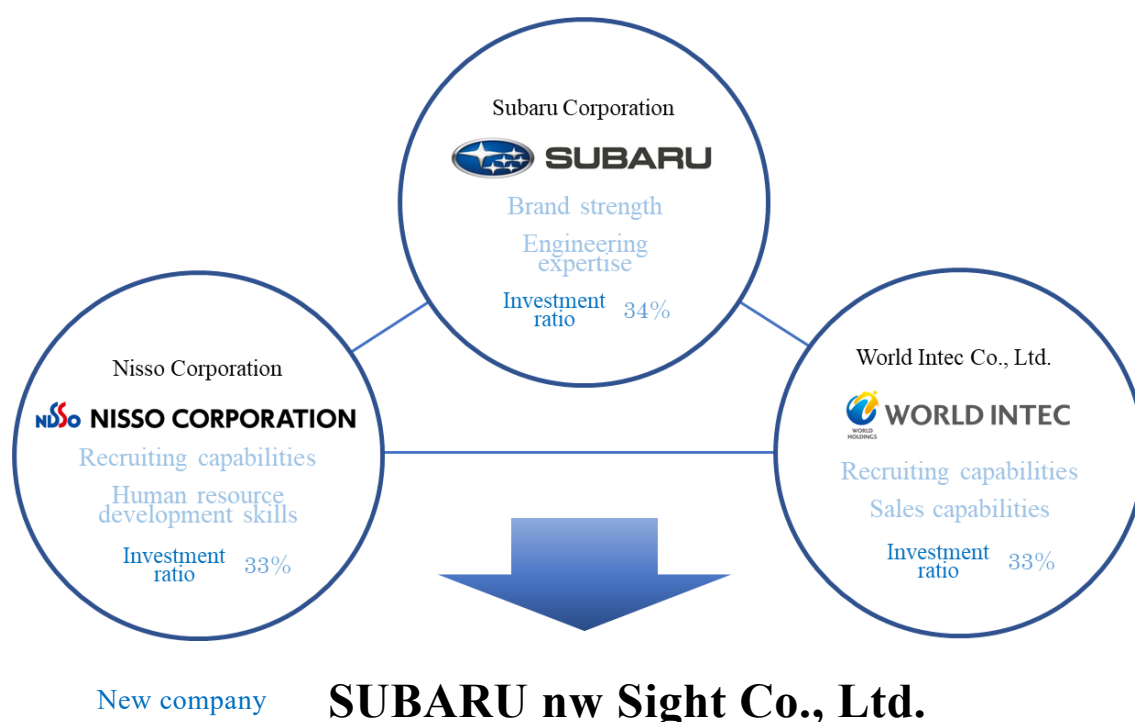 Subaru Corporation
SUBARU
Brand strength
Engineering
expertise
Investment
ratio
34%
Nisso Corporation
NISSO NISSO CORPORATION
Recruiting capabilities
Human resource
development skills
Investment
ratio
33%
World Intec Co., Ltd.
WORLD INTEC
WORLD
HOLDINGS
Recruiting capabilities
Sales capabilities
Investment
ratio
33%
New company SUBARU nw Sight Co., Ltd.